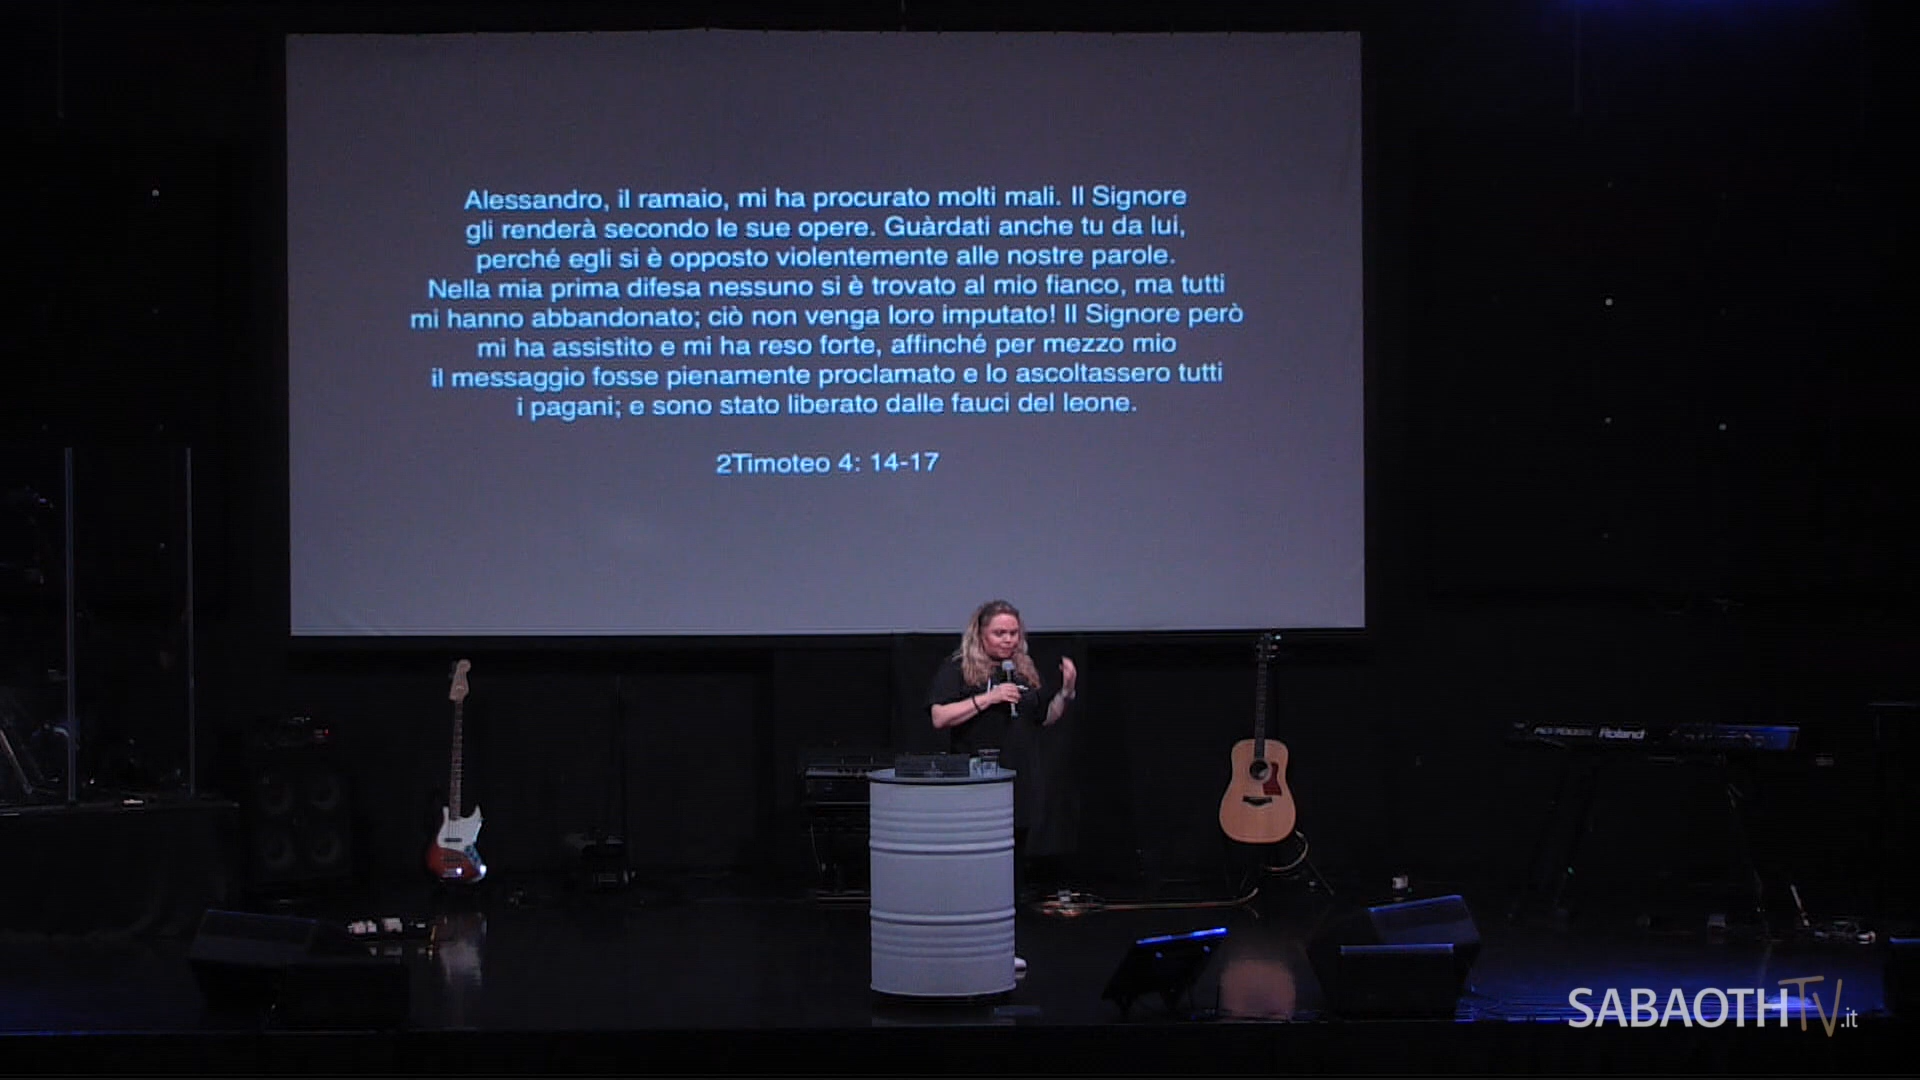 Alessandro, il ramaio, mi ha procurato molti mali. Il Signore
gli renderà secondo le sue opere. Guàrdati anche tu da lui,
perché egli si è opposto violentemente alle nostre parole.
Nella mia prima difesa nessuno si è trovato al mio fianco, ma tutti
mi hanno abbandonato; ciò non venga loro imputato! Il Signore però
mi ha assistito e mi ha reso forte, affinché per mezzo mio
il messaggio fosse pienamente proclamato e lo ascoltassero tutti
i pagani; e sono stato liberato dalle fauci del leone.
2Timoteo 4: 14-17
Roland
SABAOTHTV.it